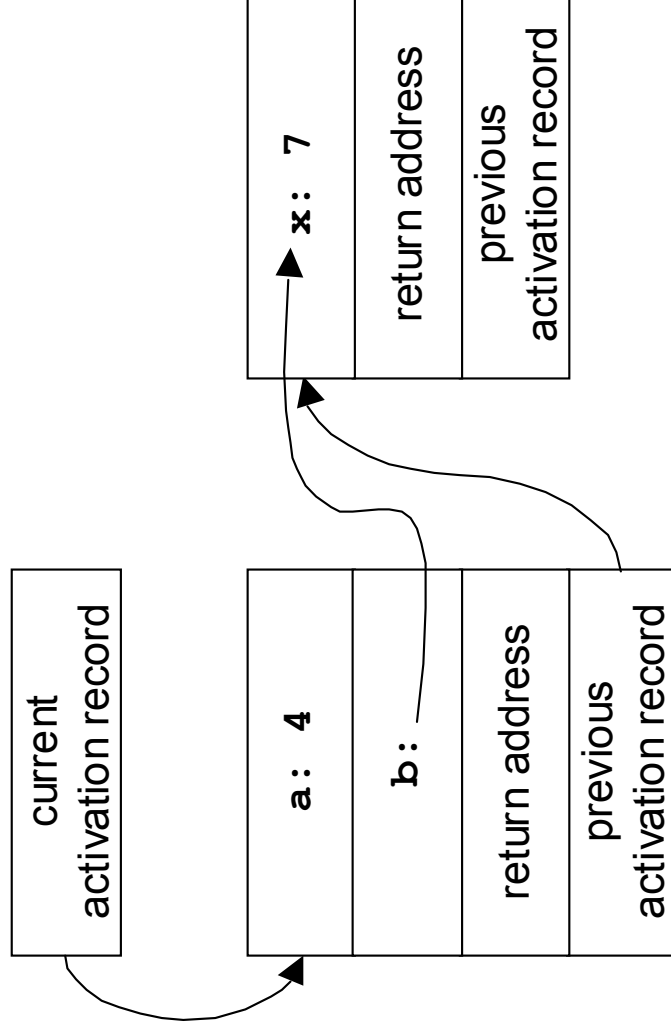 current
activation record
a: 4
b:
return address
previous
activation record
x: 7
return address
previous
activation record